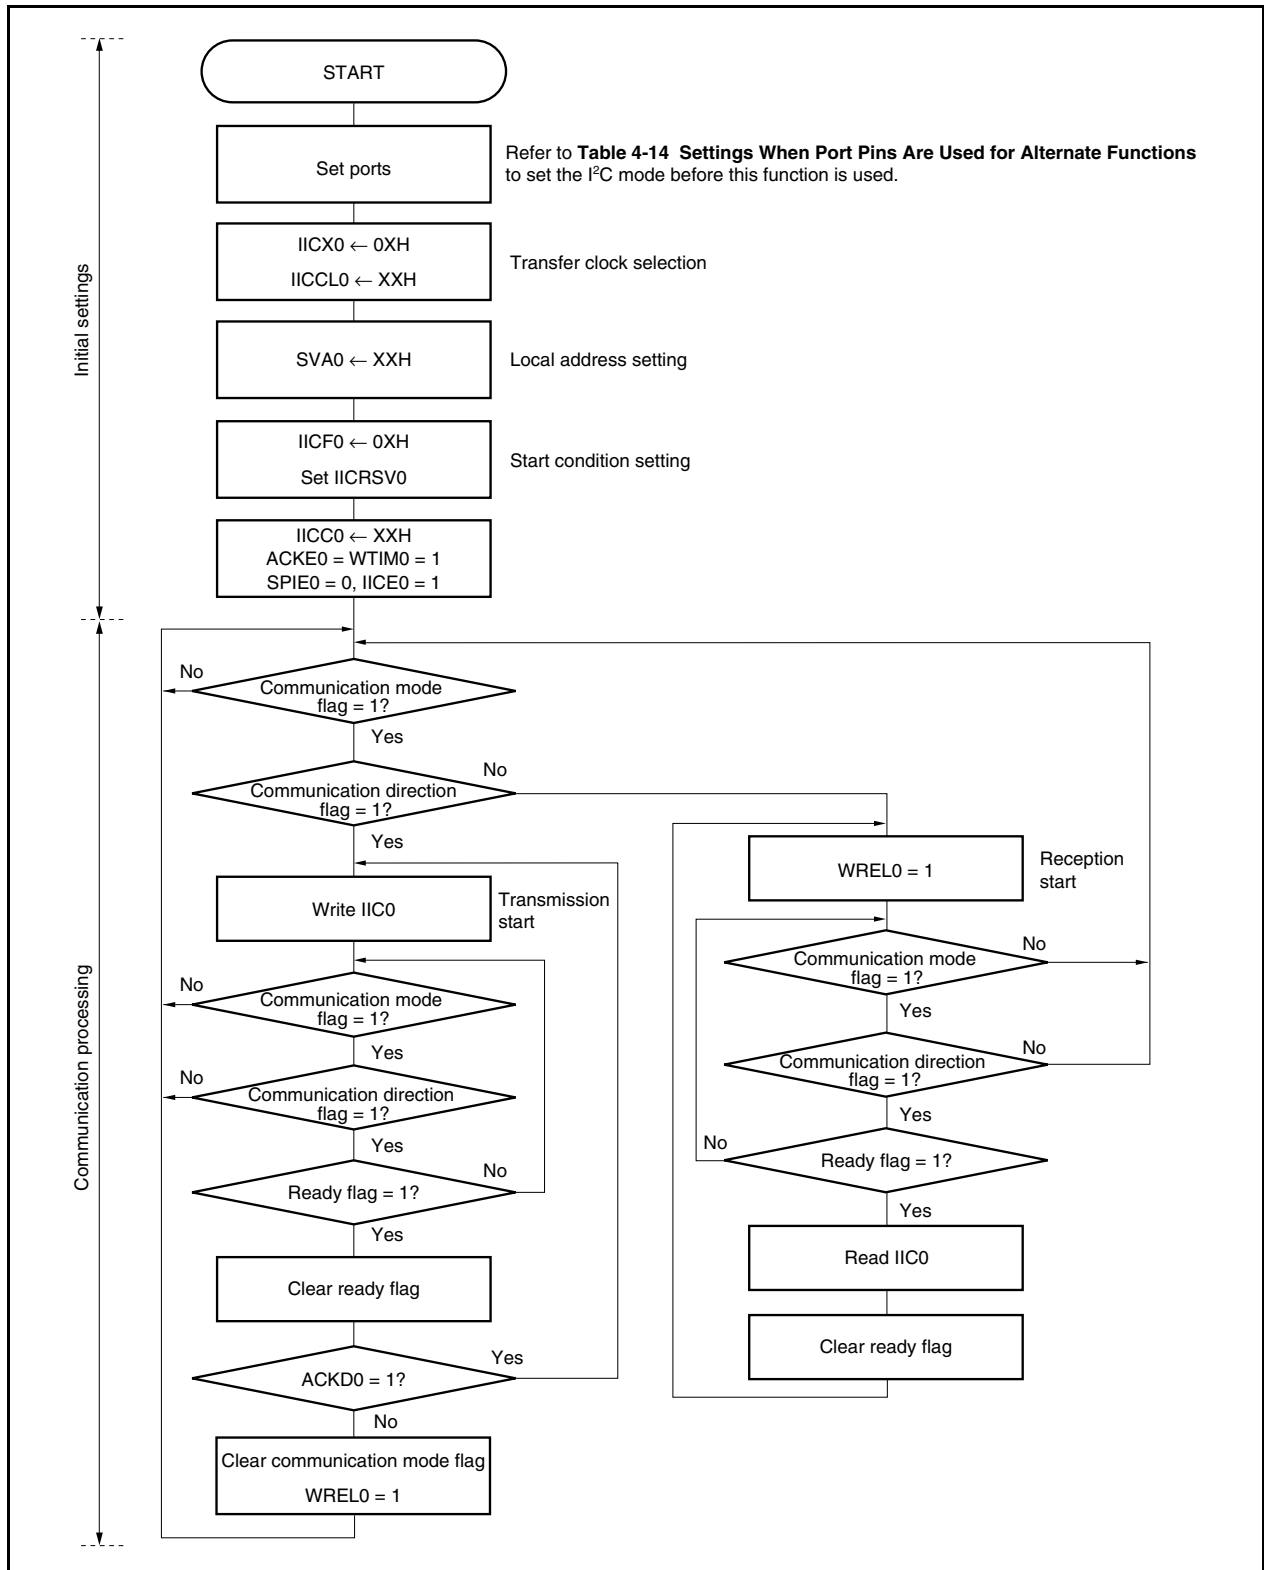 START
Set ports
Refer to Table 4-14 Settings When Port Pins Are Used for Alternate Functions
to set the I²C mode before this function is used.
IICX0 ← 0XH
IICCL0 ← XXH
Transfer clock selection
SVA0 ← XXH
Local address setting
IICF0 ← 0XH
Set IICRSV0
Start condition setting
IICC0 ← XXH
ACKE0 = WTIM0 = 1
SPIE0 = 0, IICE0 = 1
Initial settings
Communication processing
No
Communication mode
flag = 1?
Yes
No
Communication direction
flag = 1?
Yes
Write IIC0
Transmission
start
No
Communication mode
flag = 1?
Yes
No
Communication direction
flag = 1?
Yes
No
Ready flag = 1?
Yes
Clear ready flag
Yes
ACKD0 = 1?
No
Clear communication mode flag
WREL0 = 1
WREL0 = 1
Reception
start
No
Communication mode
flag = 1?
Yes
No
Communication direction
flag = 1?
Yes
No
Ready flag = 1?
Yes
Read IIC0
Clear ready flag